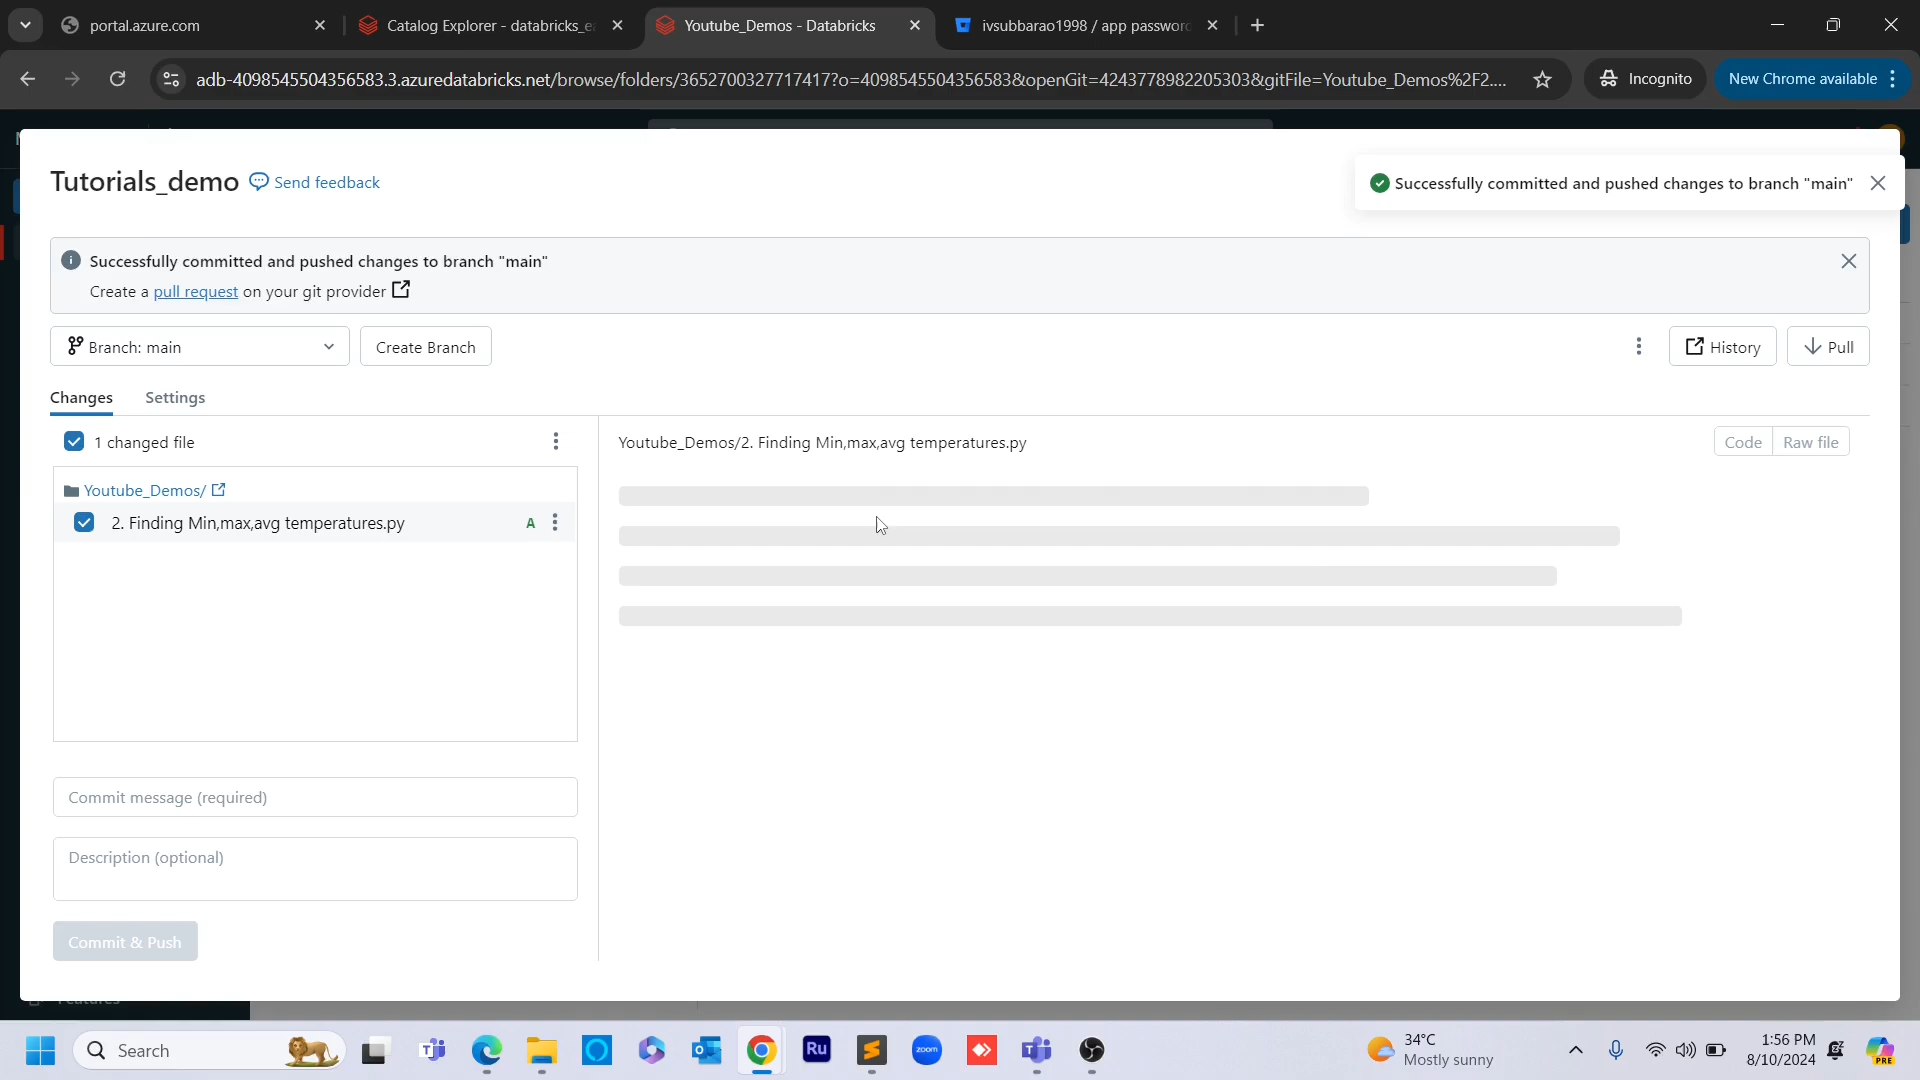 portal.azure.com
Catalog Explorer - databricks_e
Youtube_Demos - Databricks
ivsubbarao1998 / app password
adb-4098545504356583.3.azuredatabricks.net/browse/folders/3652700327717417?o=4098545504356583&openGit=4243778982205303&gitFile=Youtube_Demos%2F2....
Incognito
New Chrome available
Tutorials_demo
Send feedback
Successfully committed and pushed changes to branch "main"
Successfully committed and pushed changes to branch "main"
Create a pull request on your git provider
Branch: main
Create Branch
History
Pull
Changes
Settings
1 changed file
Youtube_Demos/2. Finding Min,max,avg temperatures.py
Code
Raw file
Youtube_Demos/
2. Finding Min,max,avg temperatures.py
A
Commit message (required)
Description (optional)
Commit & Push
Search
Ru
zoom
34°C
Mostly sunny
1:56 PM
8/10/2024
PRE